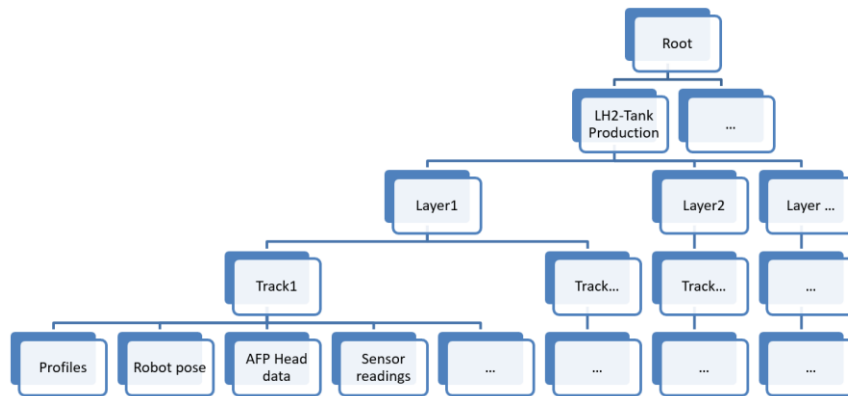 Root
LH2-Tank
Production
...
Layer1
Layer2
Layer ...
Track1
Track...
Track...
...
Profiles
Robot pose
AFP Head
data
Sensor
readings
...
...
...
...